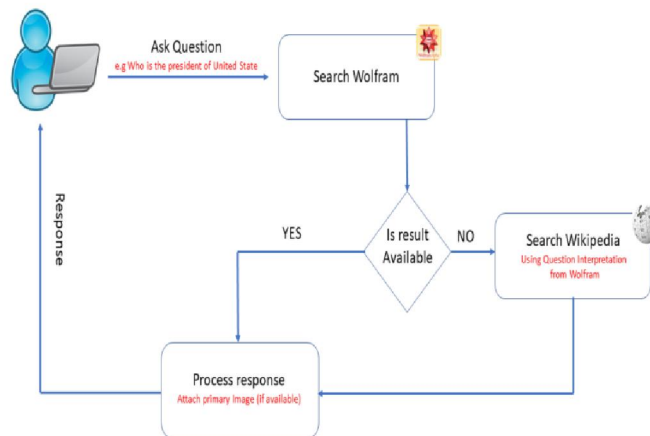 Ask Question
e.g Who is the president of United State
Search Wolfram
Is result
Available
YES
NO
Search Wikipedia
Using Question Interpretation
from Wolfram
Response
Process response
Attach primary Image (if available)